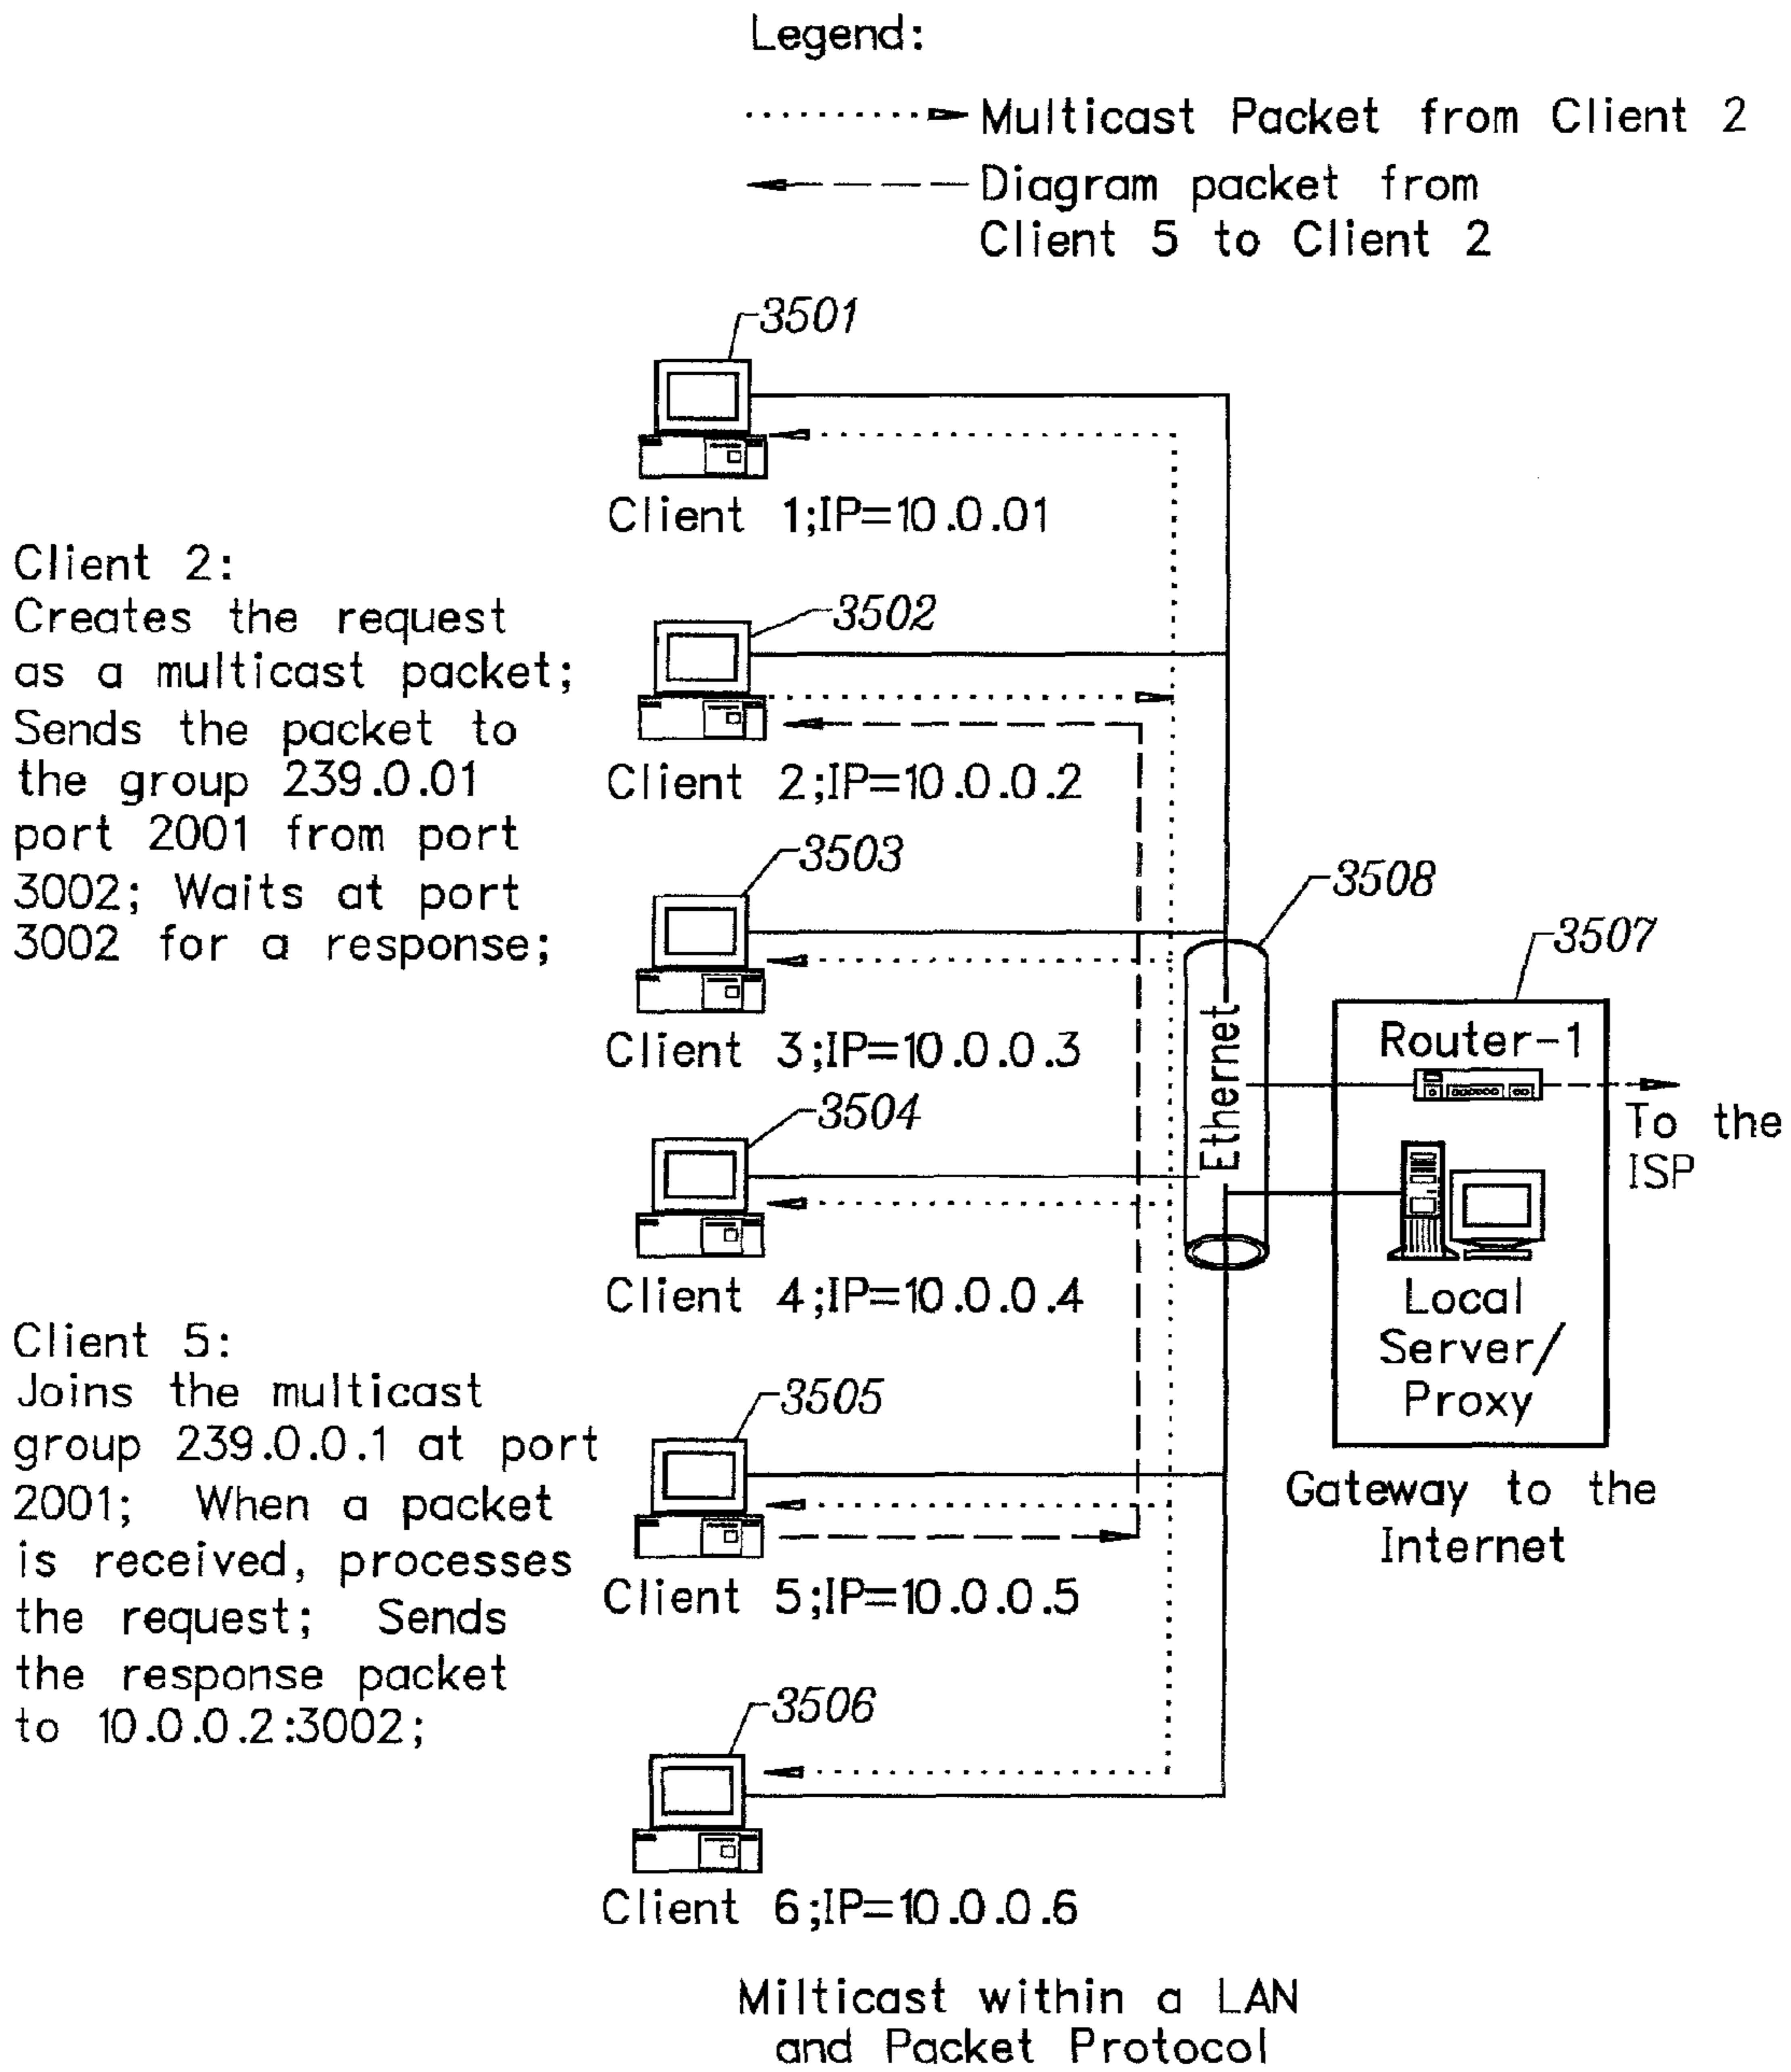 Legend:
Multicast Packet from Client 2
Diagram packet from
Client 5 to Client 2
3501
Client 1;IP=10.0.01
Client 2:
Creates the request
as a multicast packet;
Sends the packet to
the group 239.0.01
port 2001 from port
3002; Waits at port
3002 for a response;
3502
Client 2;IP=10.0.0.2
3503
Client 3;IP=10.0.0.3
3508
Ethernet
3507
Router-1
To the
ISP
Local
Server/
Proxy
Gateway to the
Internet
3504
Client 4;IP=10.0.0.4
Client 5:
Joins the multicast
group 239.0.0.1 at port
2001; When a packet
is received, processes
the request; Sends
the response packet
to 10.0.0.2:3002;
3505
Client 5;IP=10.0.0.5
3506
Client 6;IP=10.0.0.6
Milticast within a LAN
and Packet Protocol